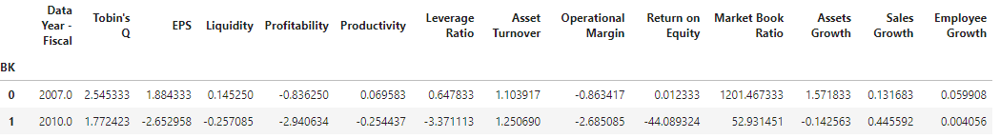 Data Year - Fiscal Tobin's Q EPS Liquidity Profitability Productivity Leverage Ratio Asset Turnover Operational Margin Return on Equity Market Book Ratio Assets Growth Sales Growth Employee Growth
BK
0 2007.0 2.545333 1.884333 0.145250 -0.836250 0.069583 0.647833 1.103917 -0.863417 0.012333 1201.467333 1.571833 0.131683 0.059908
1 2010.0 1.772423 -2.652958 -0.257085 -2.940634 -0.254437 -3.371113 1.250690 -2.685085 -44.089324 52.931451 -0.142563 0.445592 0.004056